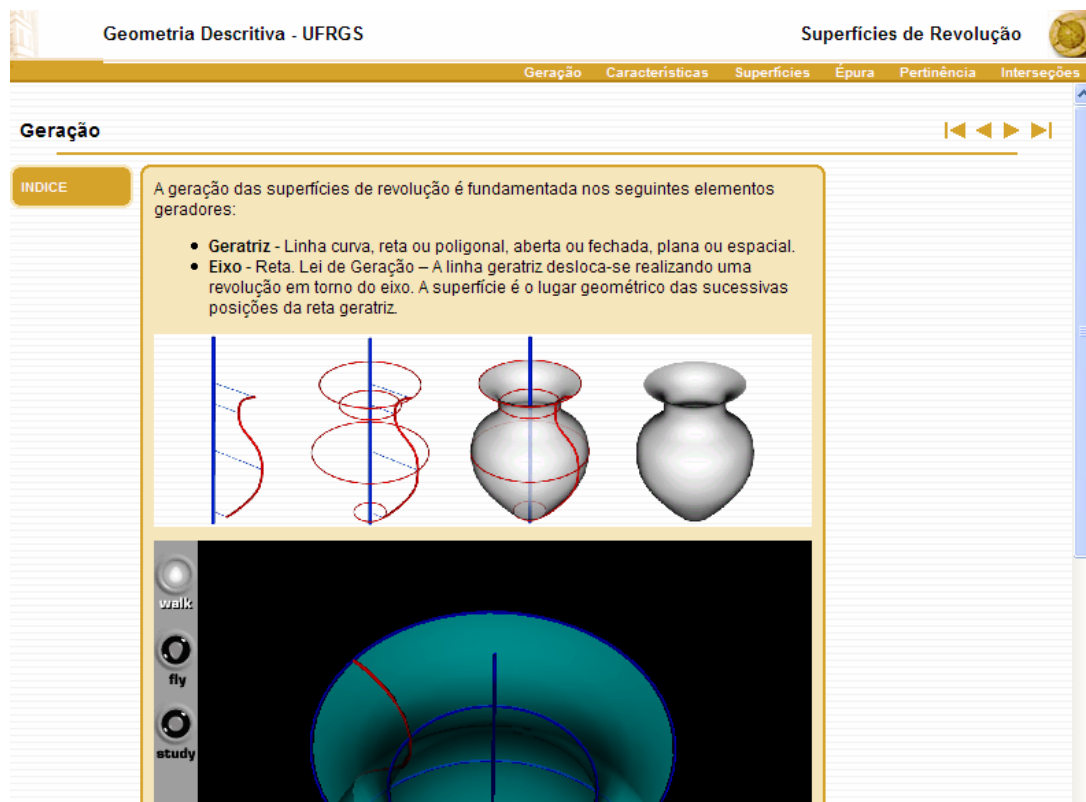 Geometria Descritiva - UFRGS
Superfícies de Revolução
Geração Características Superfícies Épura Pertinência Interseções
Geração
INDICE
A geração das superfícies de revolução é fundamentada nos seguintes elementos
geradores:
Geratriz - Linha curva, reta ou poligonal, aberta ou fechada, plana ou espacial.
Eixo - Reta. Lei de Geração – A linha geratriz desloca-se realizando uma
revolução em torno do eixo. A superfície é o lugar geométrico das sucessivas
posições da reta geratriz.
walk
fly
study